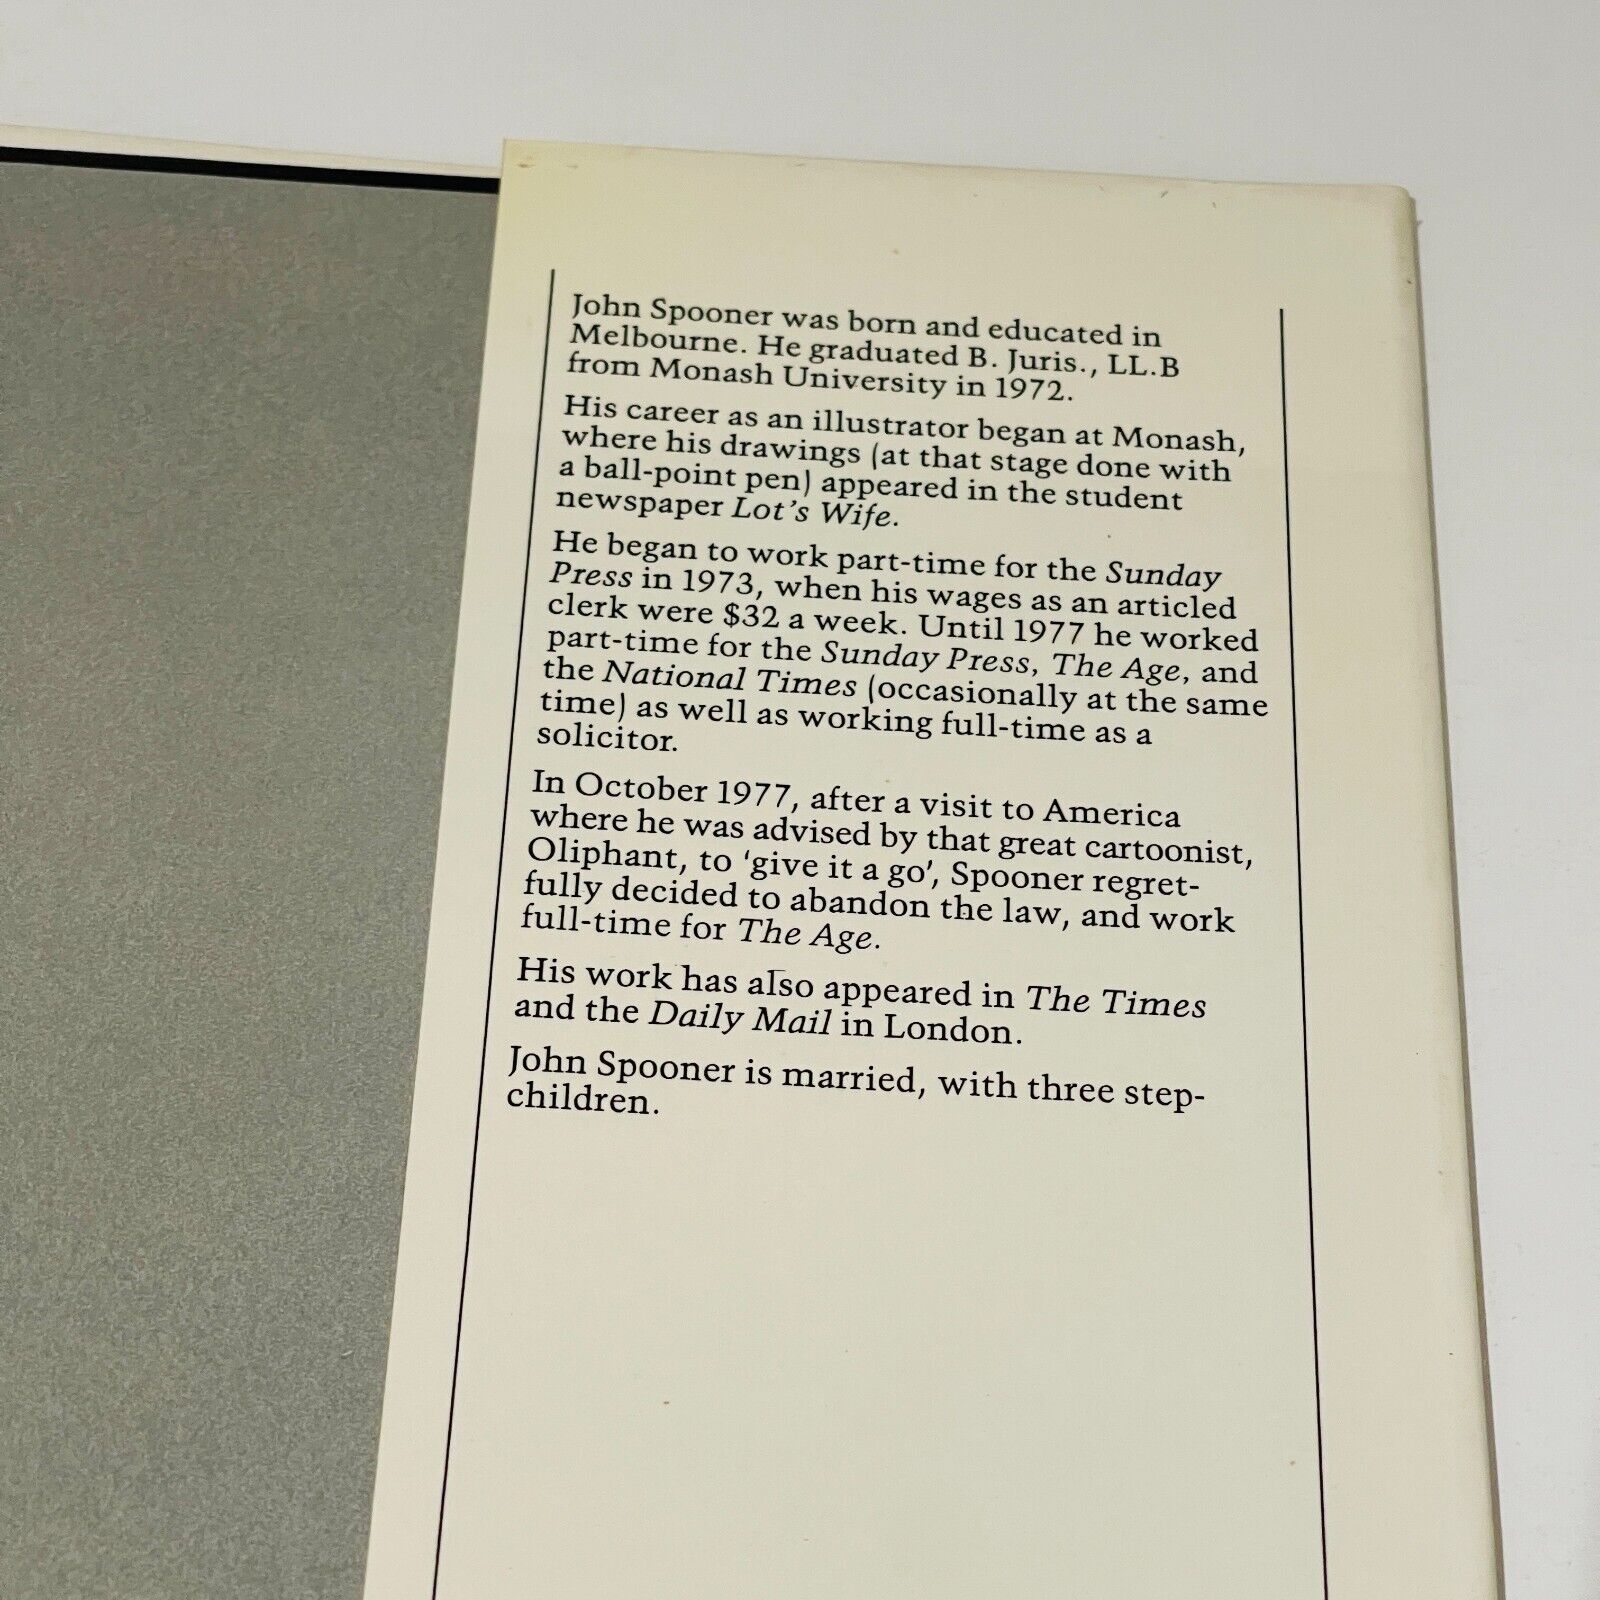 John Spooner was born and educated in
Melbourne. He graduated B. Juris., LL.B
from Monash University in 1972.
His career as an illustrator began at Monash,
where his drawings (at that stage done with
a ball-point pen) appeared in the student
newspaper Lot's Wife.
He began to work part-time for the Sunday
Press in 1973, when his wages as an articled
clerk were $32 a week. Until 1977 he worked
part-time for the Sunday Press, The Age, and
the National Times (occasionally at the same
time) as well as working full-time as a
solicitor.
In October 1977, after a visit to America
where he was advised by that great cartoonist,
Oliphant, to 'give it a go', Spooner regret-
fully decided to abandon the law, and work
full-time for The Age.
His work has also appeared in The Times
and the Daily Mail in London.
John Spooner is married, with three step-
children.